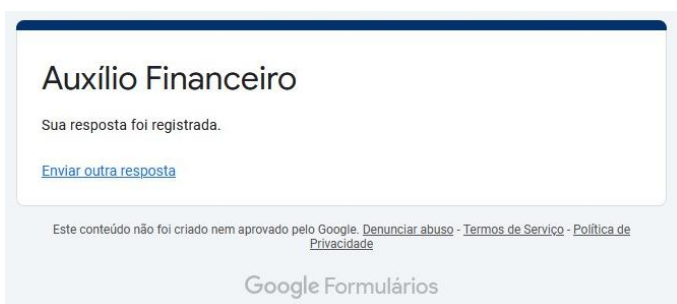 Auxílio Financeiro
Sua resposta foi registrada.
Enviar outra resposta
Este conteúdo não foi criado nem aprovado pelo Google. Denunciar abuso - Termos de Serviço - Política de
Privacidade
Google Formulários